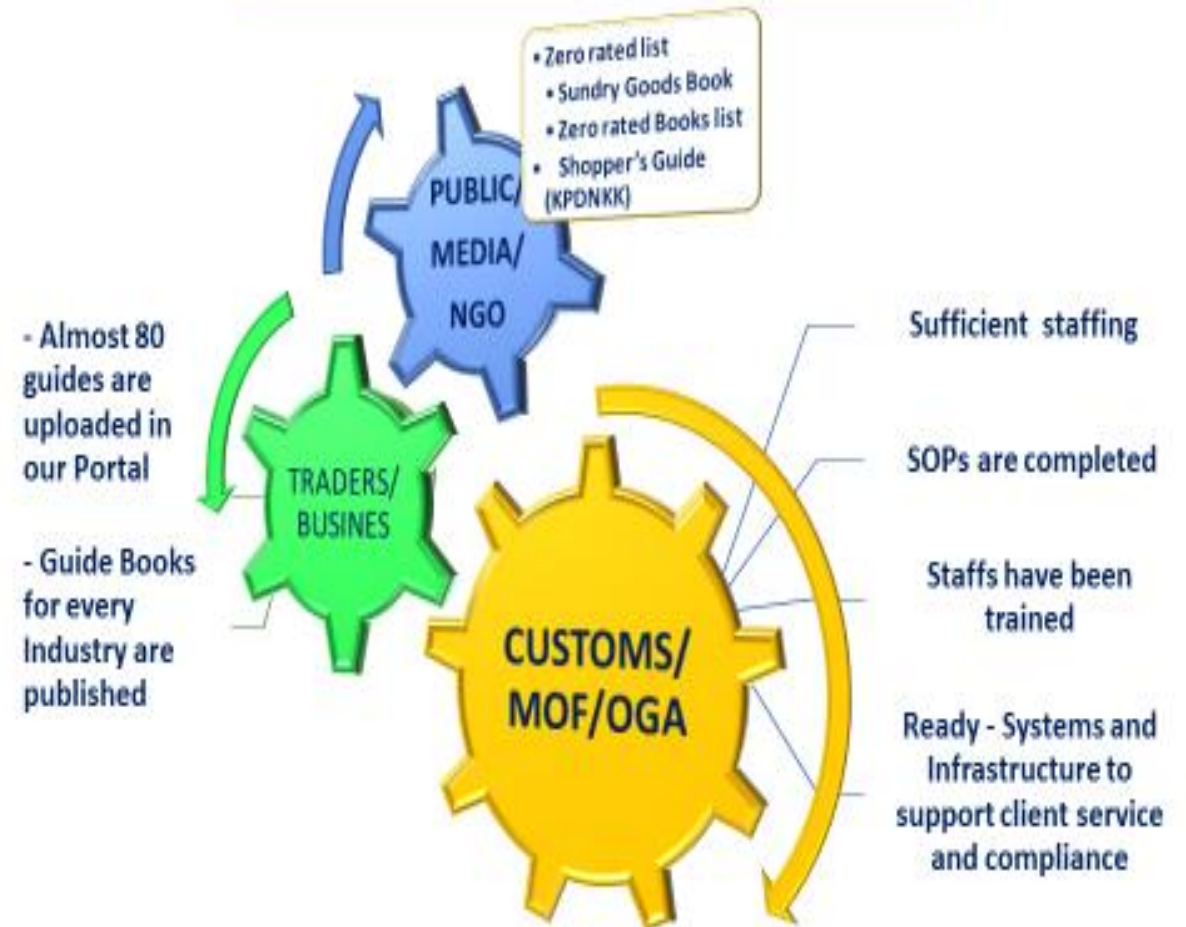 • Zero rated list
• Sundry Goods Book
• Zero rated Books list
• Shopper's Guide
(KPDNKK)
PUBLIC/
MEDIA/
NGO
- Almost 80
guides are
uploaded in
our Portal
- Guide Books
for every
Industry are
published
TRADERS/
BUSINES
CUSTOMS/
MOF/OGA
Sufficient staffing
SOPs are completed
Staffs have been
trained
Ready - Systems and
Infrastructure to
support client service
and compliance